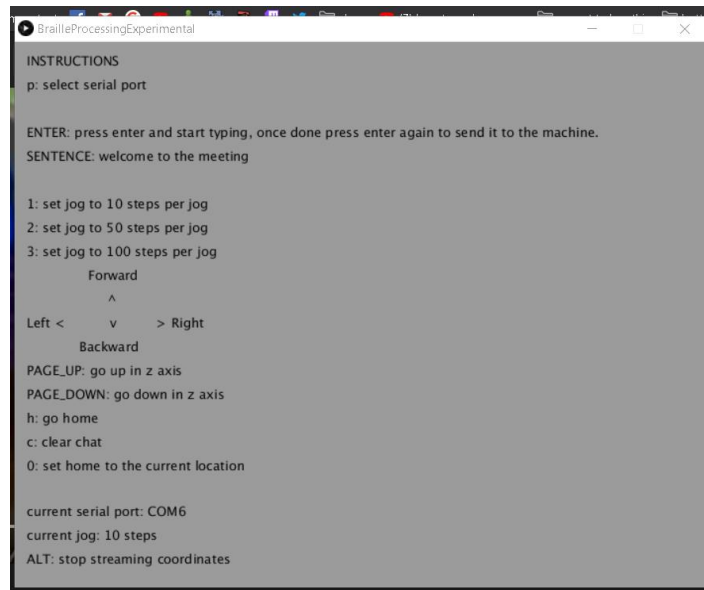 BrailleProcessingExperimental
INSTRUCTIONS
p: select serial port
ENTER: press enter and start typing, once done press enter again to send it to the machine.
SENTENCE: welcome to the meeting
1: set jog to 10 steps per jog
2: set jog to 50 steps per jog
3: set jog to 100 steps per jog
Forward
^
Left < v > Right
Backward
PAGE_UP: go up in z axis
PAGE_DOWN: go down in z axis
h: go home
c: clear chat
0: set home to the current location
current serial port: COM6
current jog: 10 steps
ALT: stop streaming coordinates